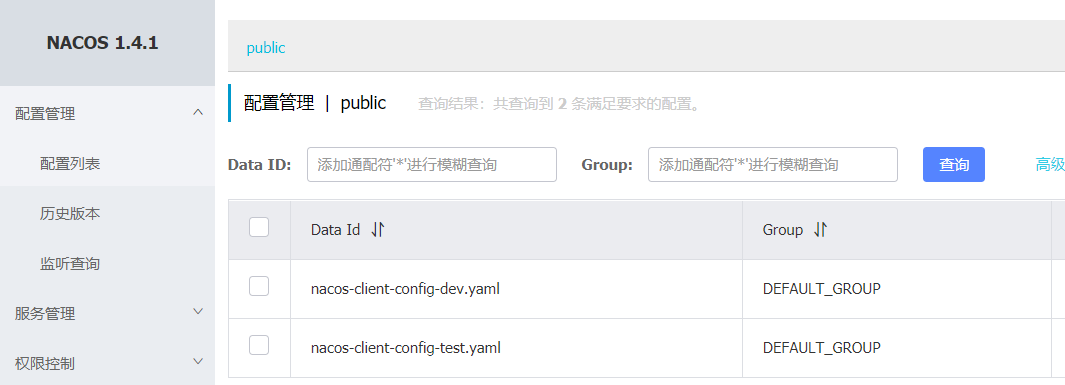 NACOS 1.4.1
配置管理
配置列表
历史版本
监听查询
服务管理
权限控制
public
配置管理 | public 查询结果：共查询到 2 条满足要求的配置。
Data ID: 添加通配符'*'进行模糊查询 Group: 添加通配符'*'进行模糊查询 查询 高级
Data Id Group
nacos-client-config-dev.yaml DEFAULT_GROUP
nacos-client-config-test.yaml DEFAULT_GROUP